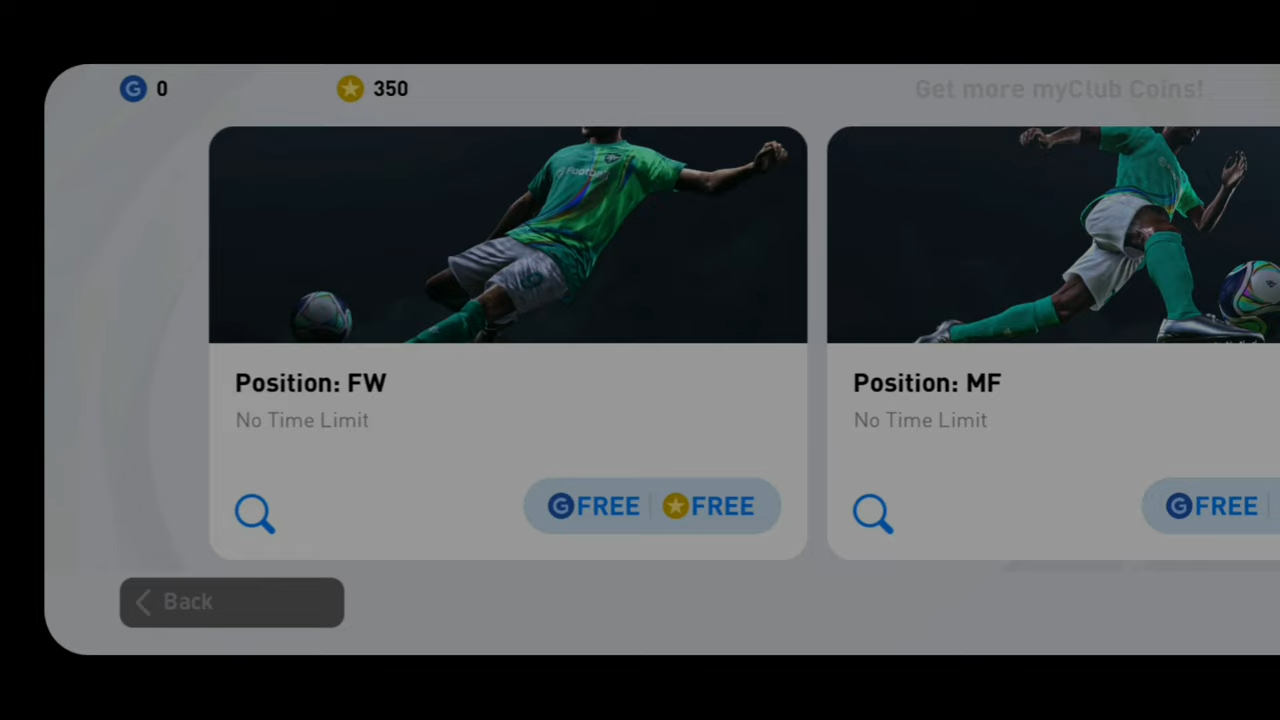 G 0 350 Get more myClub Coins!
Football
Position: FW
No Time Limit
G FREE FREE
Position: MF
No Time Limit
G FREE
Back